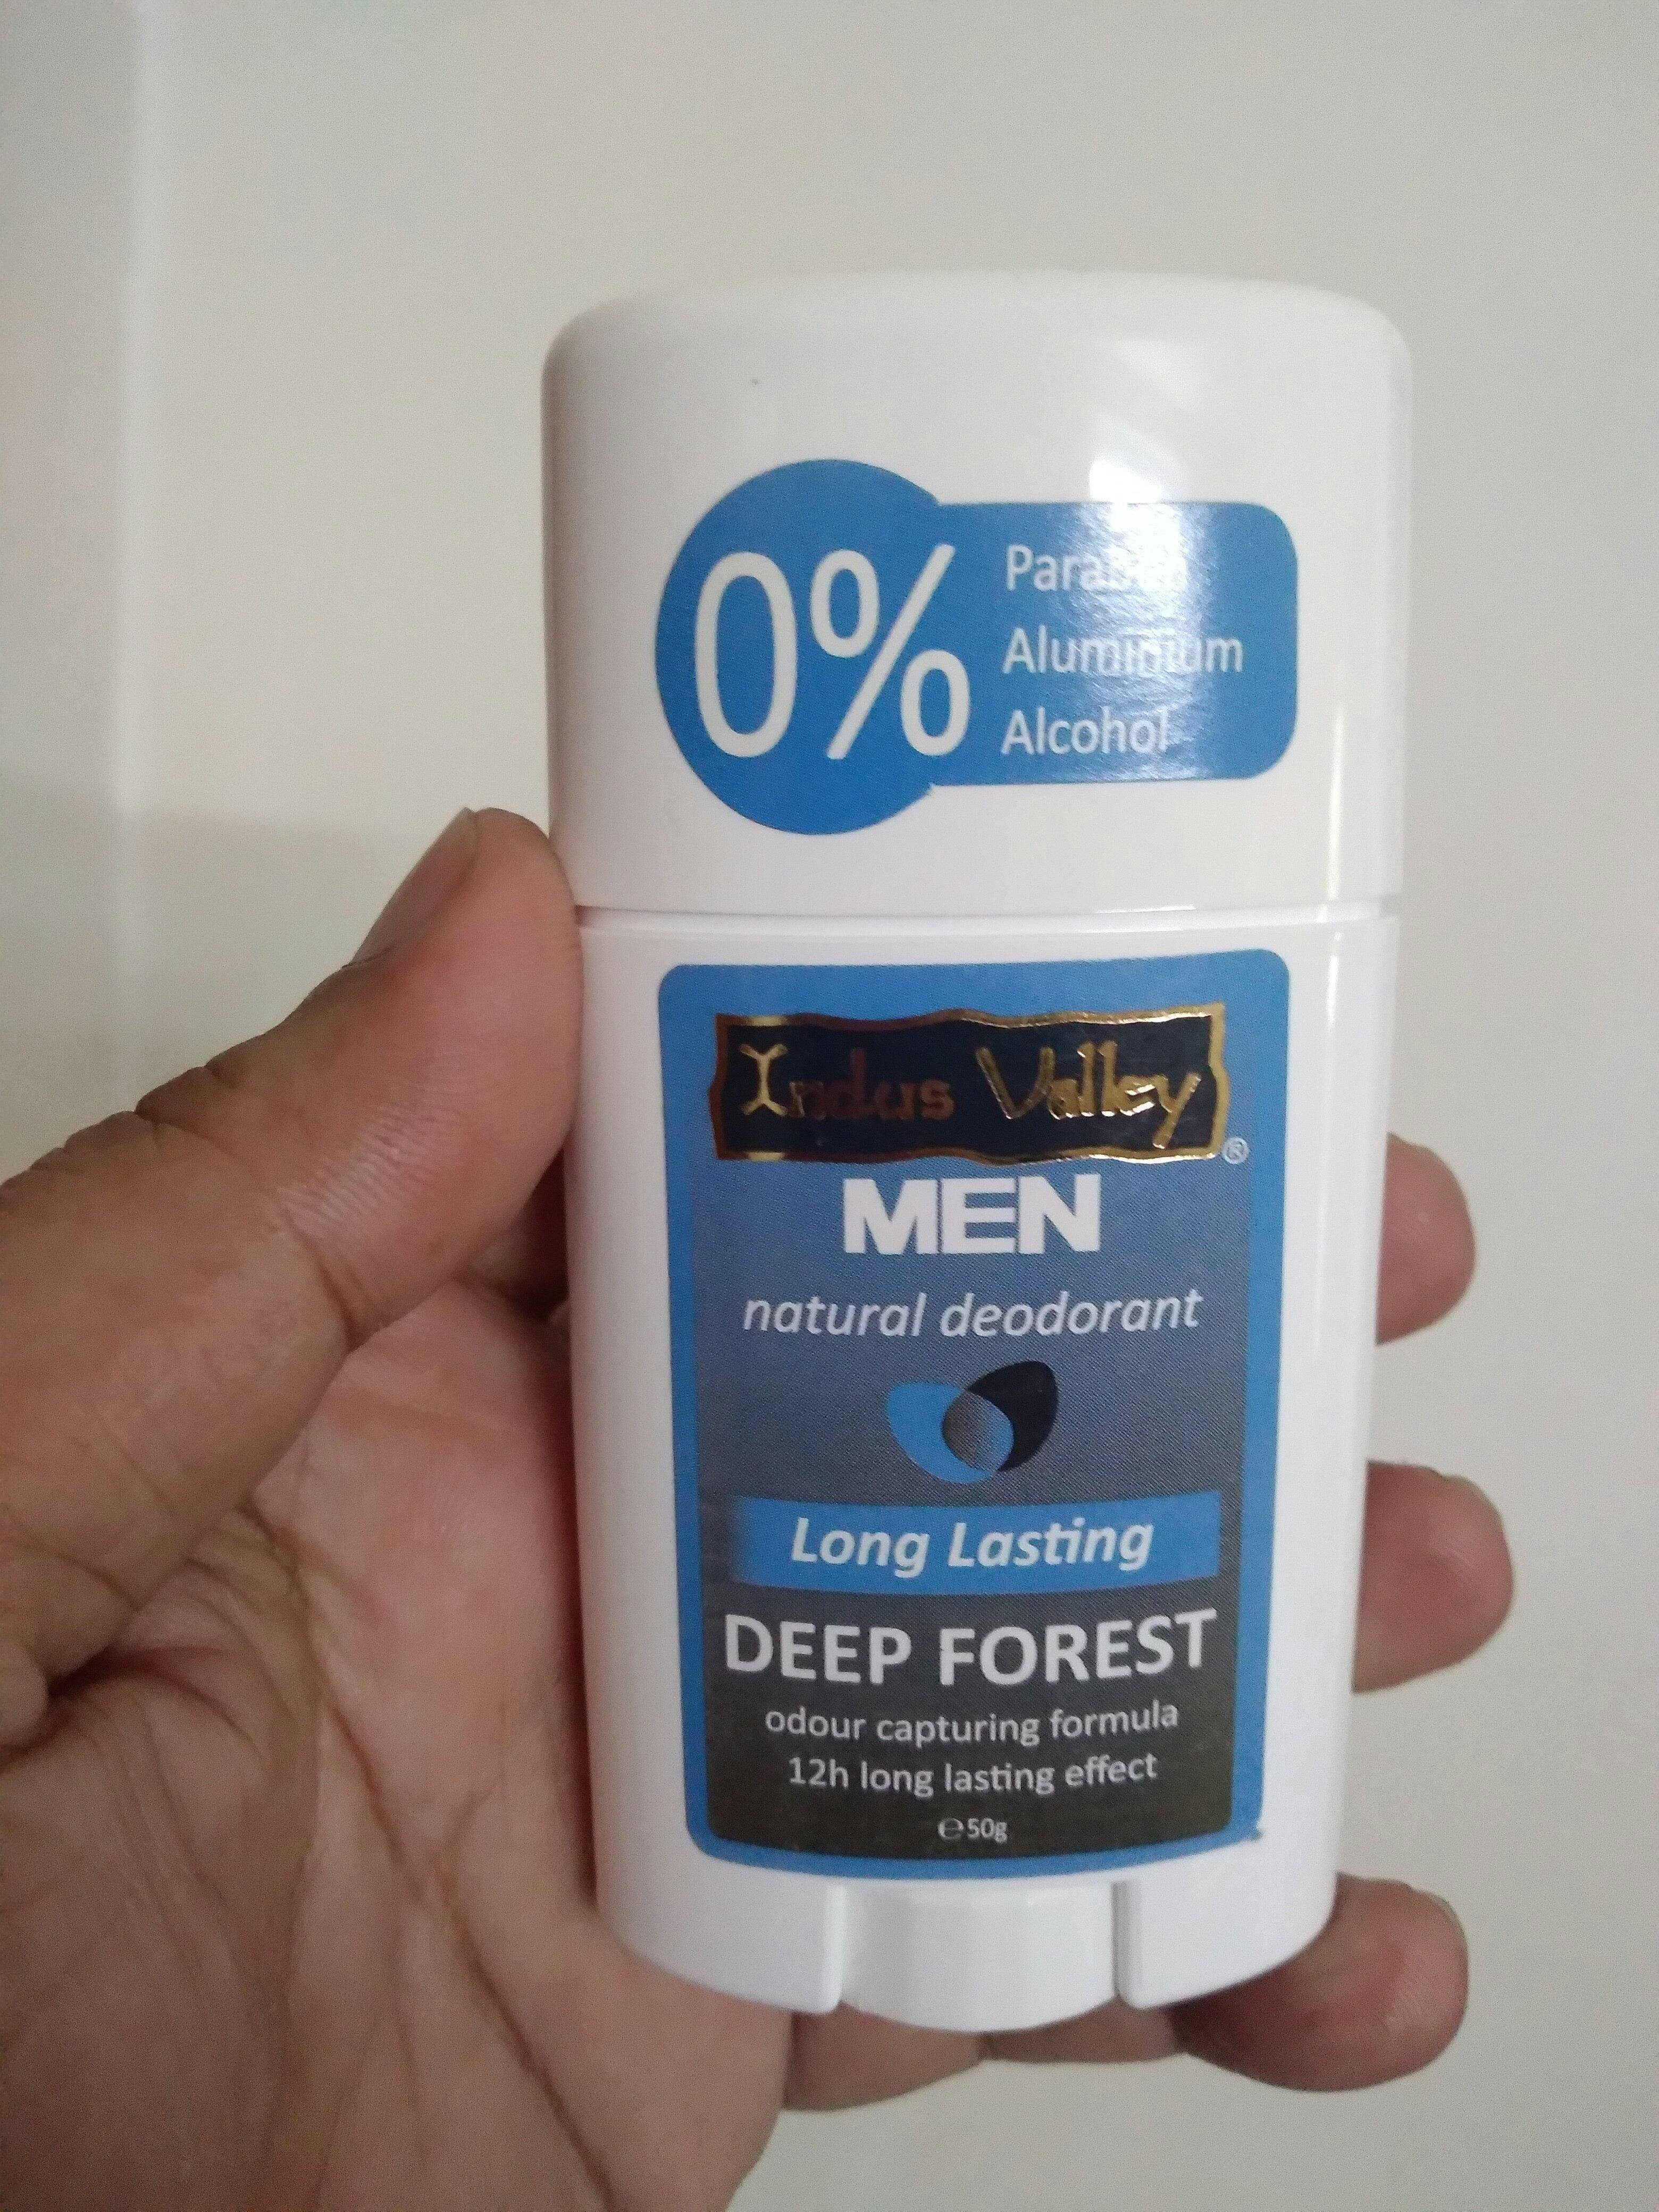 0%
Aluminium
Alcohol
Indus Valley
®
MEN
natural deodorant
Long Lasting
DEEP FOREST
odour capturing formula
12h long lasting effect
℮50g